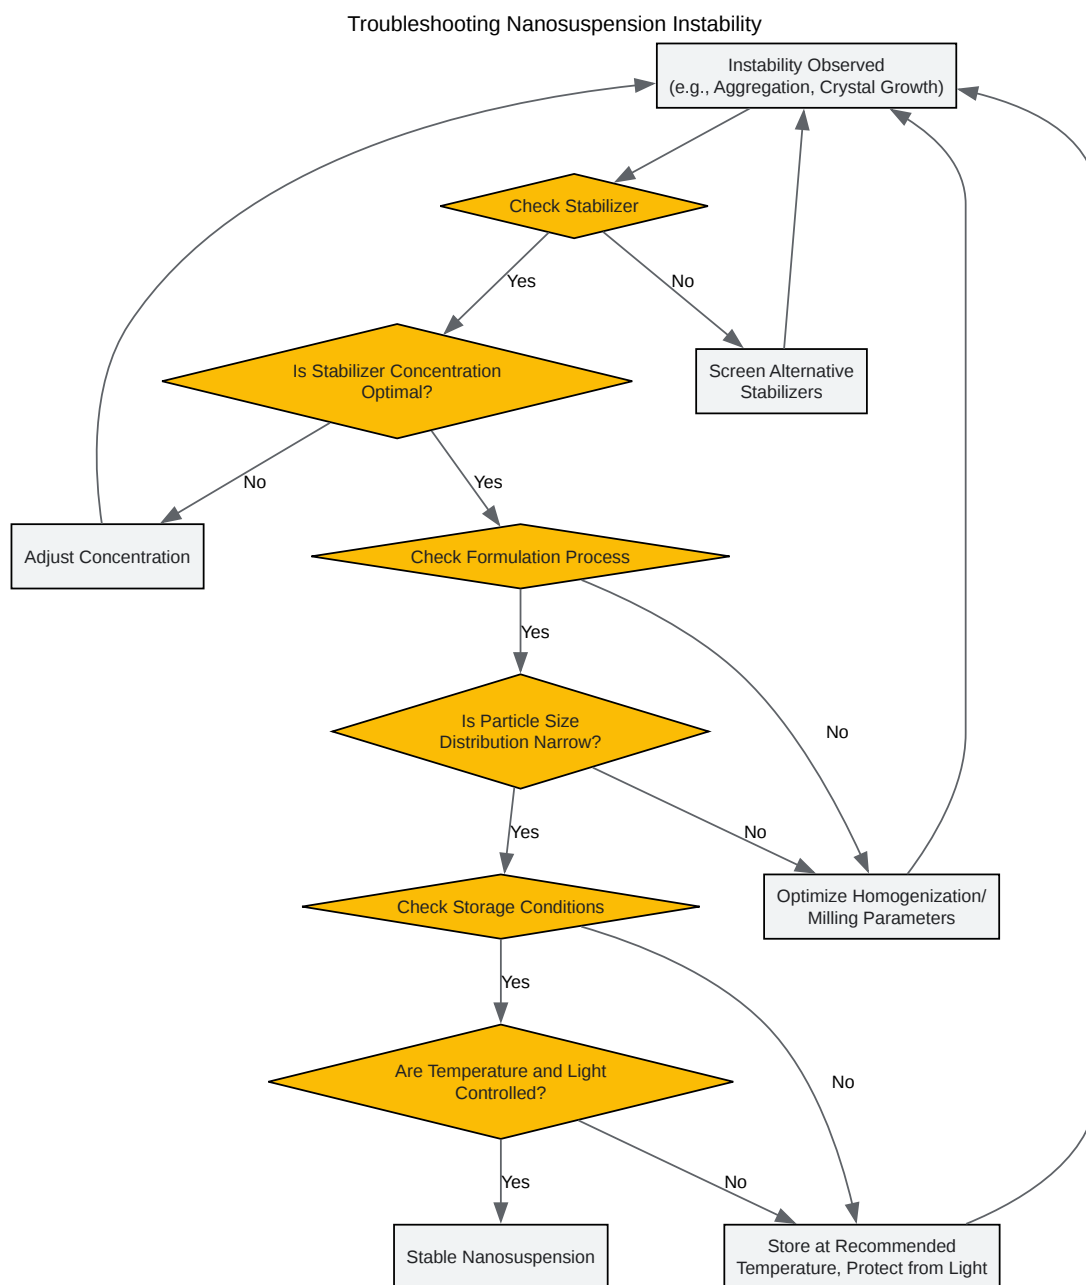 Troubleshooting Nanosuspension Instability
Instability Observed
(e.g., Aggregation, Crystal Growth)
Check Stabilizer
Yes
No
Is Stabilizer Concentration
Optimal?
Screen Alternative
Stabilizers
No
Yes
Adjust Concentration
Check Formulation Process
Yes
Is Particle Size
Distribution Narrow?
No
Yes
No
Check Storage Conditions
Optimize Homogenization/
Milling Parameters
Yes
Are Temperature and Light
Controlled?
No
Yes
No
Stable Nanosuspension
Store at Recommended
Temperature, Protect from Light